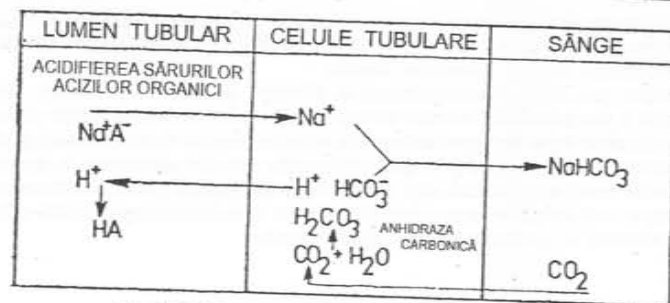 LUMEN TUBULAR
CELULE TUBULARE
SÂNGE
ACIDIFIEREA SĂRURILOR
ACIZILOR ORGANICI
Na⁺A⁻
Na⁺
NaHCO₃
H⁺
H⁺ HCO₃⁻
HA
H₂CO₃
ANHIDRAZA
CARBONICĂ
CO₂ + H₂O
CO₂